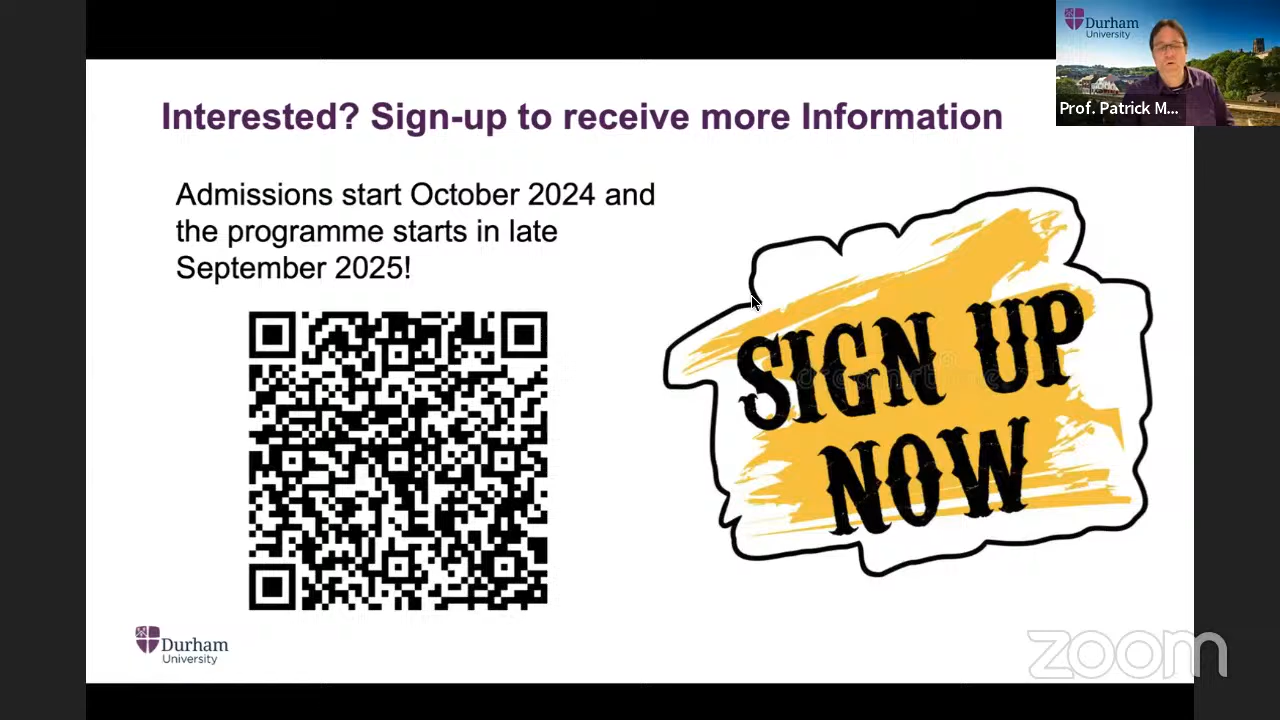 Durham
University
Prof. Patrick M...
Interested? Sign-up to receive more Information
Admissions start October 2024 and
the programme starts in late
September 2025!
SIGN UP
NOW
Durham
University
zoom